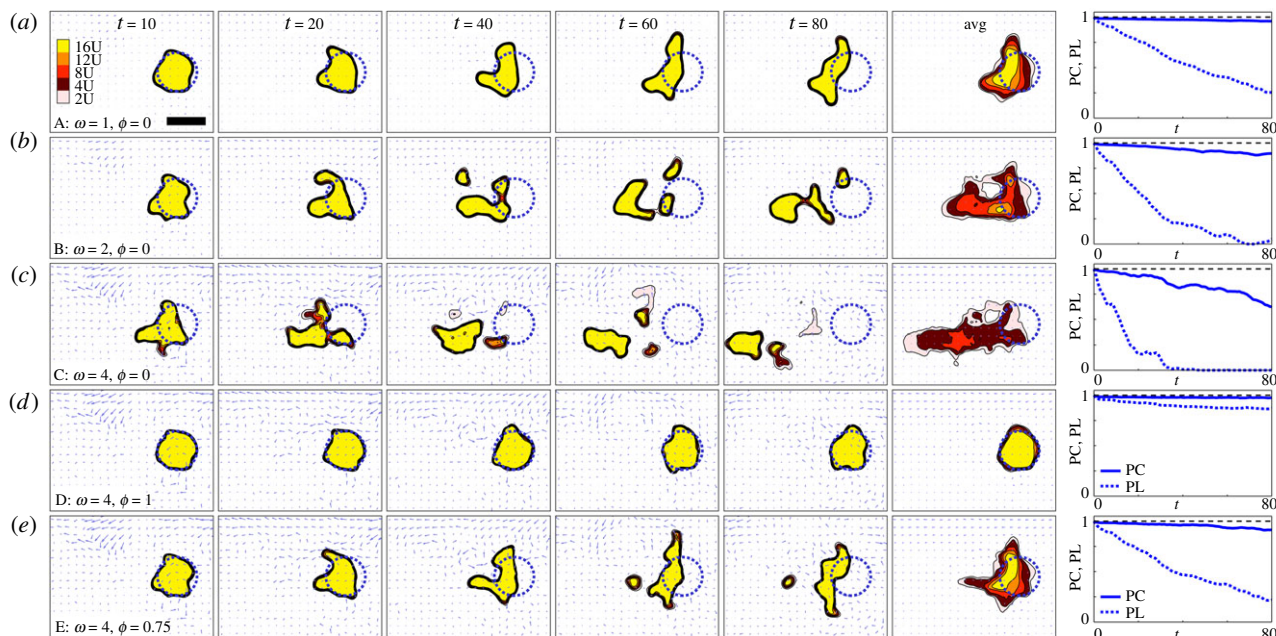 (a)
t = 10
t = 20
t = 40
t = 60
t = 80
avg
16U
12U
8U
4U
2U
A: ω = 1, ϕ = 0
PC, PL
1
0
0
t
80
(b)
B: ω = 2, ϕ = 0
PC, PL
1
0
0
t
80
(c)
C: ω = 4, ϕ = 0
PC, PL
1
0
0
t
80
(d)
D: ω = 4, ϕ = 1
PC, PL
1
0
PC
PL
0
t
80
(e)
E: ω = 4, ϕ = 0.75
PC, PL
1
0
PC
PL
0
t
80